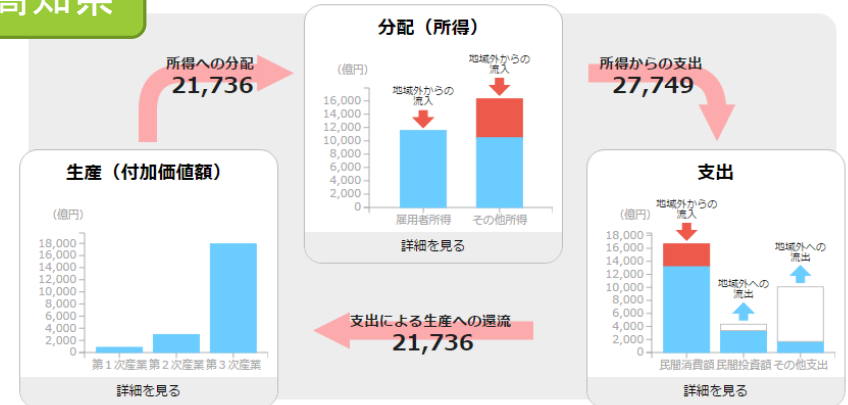 高知県
分配（所得）
所得への分配
21,736
（億円）
地域外からの
流入
地域外からの
流入
16,000
14,000
12,000
10,000
8,000
6,000
4,000
2,000
0
雇用者所得 その他所得
詳細を見る
所得からの支出
27,749
生産（付加価値額）
（億円）
18,000
16,000
14,000
12,000
10,000
8,000
6,000
4,000
2,000
0
第１次産業 第２次産業 第３次産業
詳細を見る
支出による生産への還流
21,736
支出
（億円）
地域外からの
流入
地域外への
流出
地域外への
流出
18,000
16,000
14,000
12,000
10,000
8,000
6,000
4,000
2,000
0
民間消費額 民間投資額 その他支出
詳細を見る